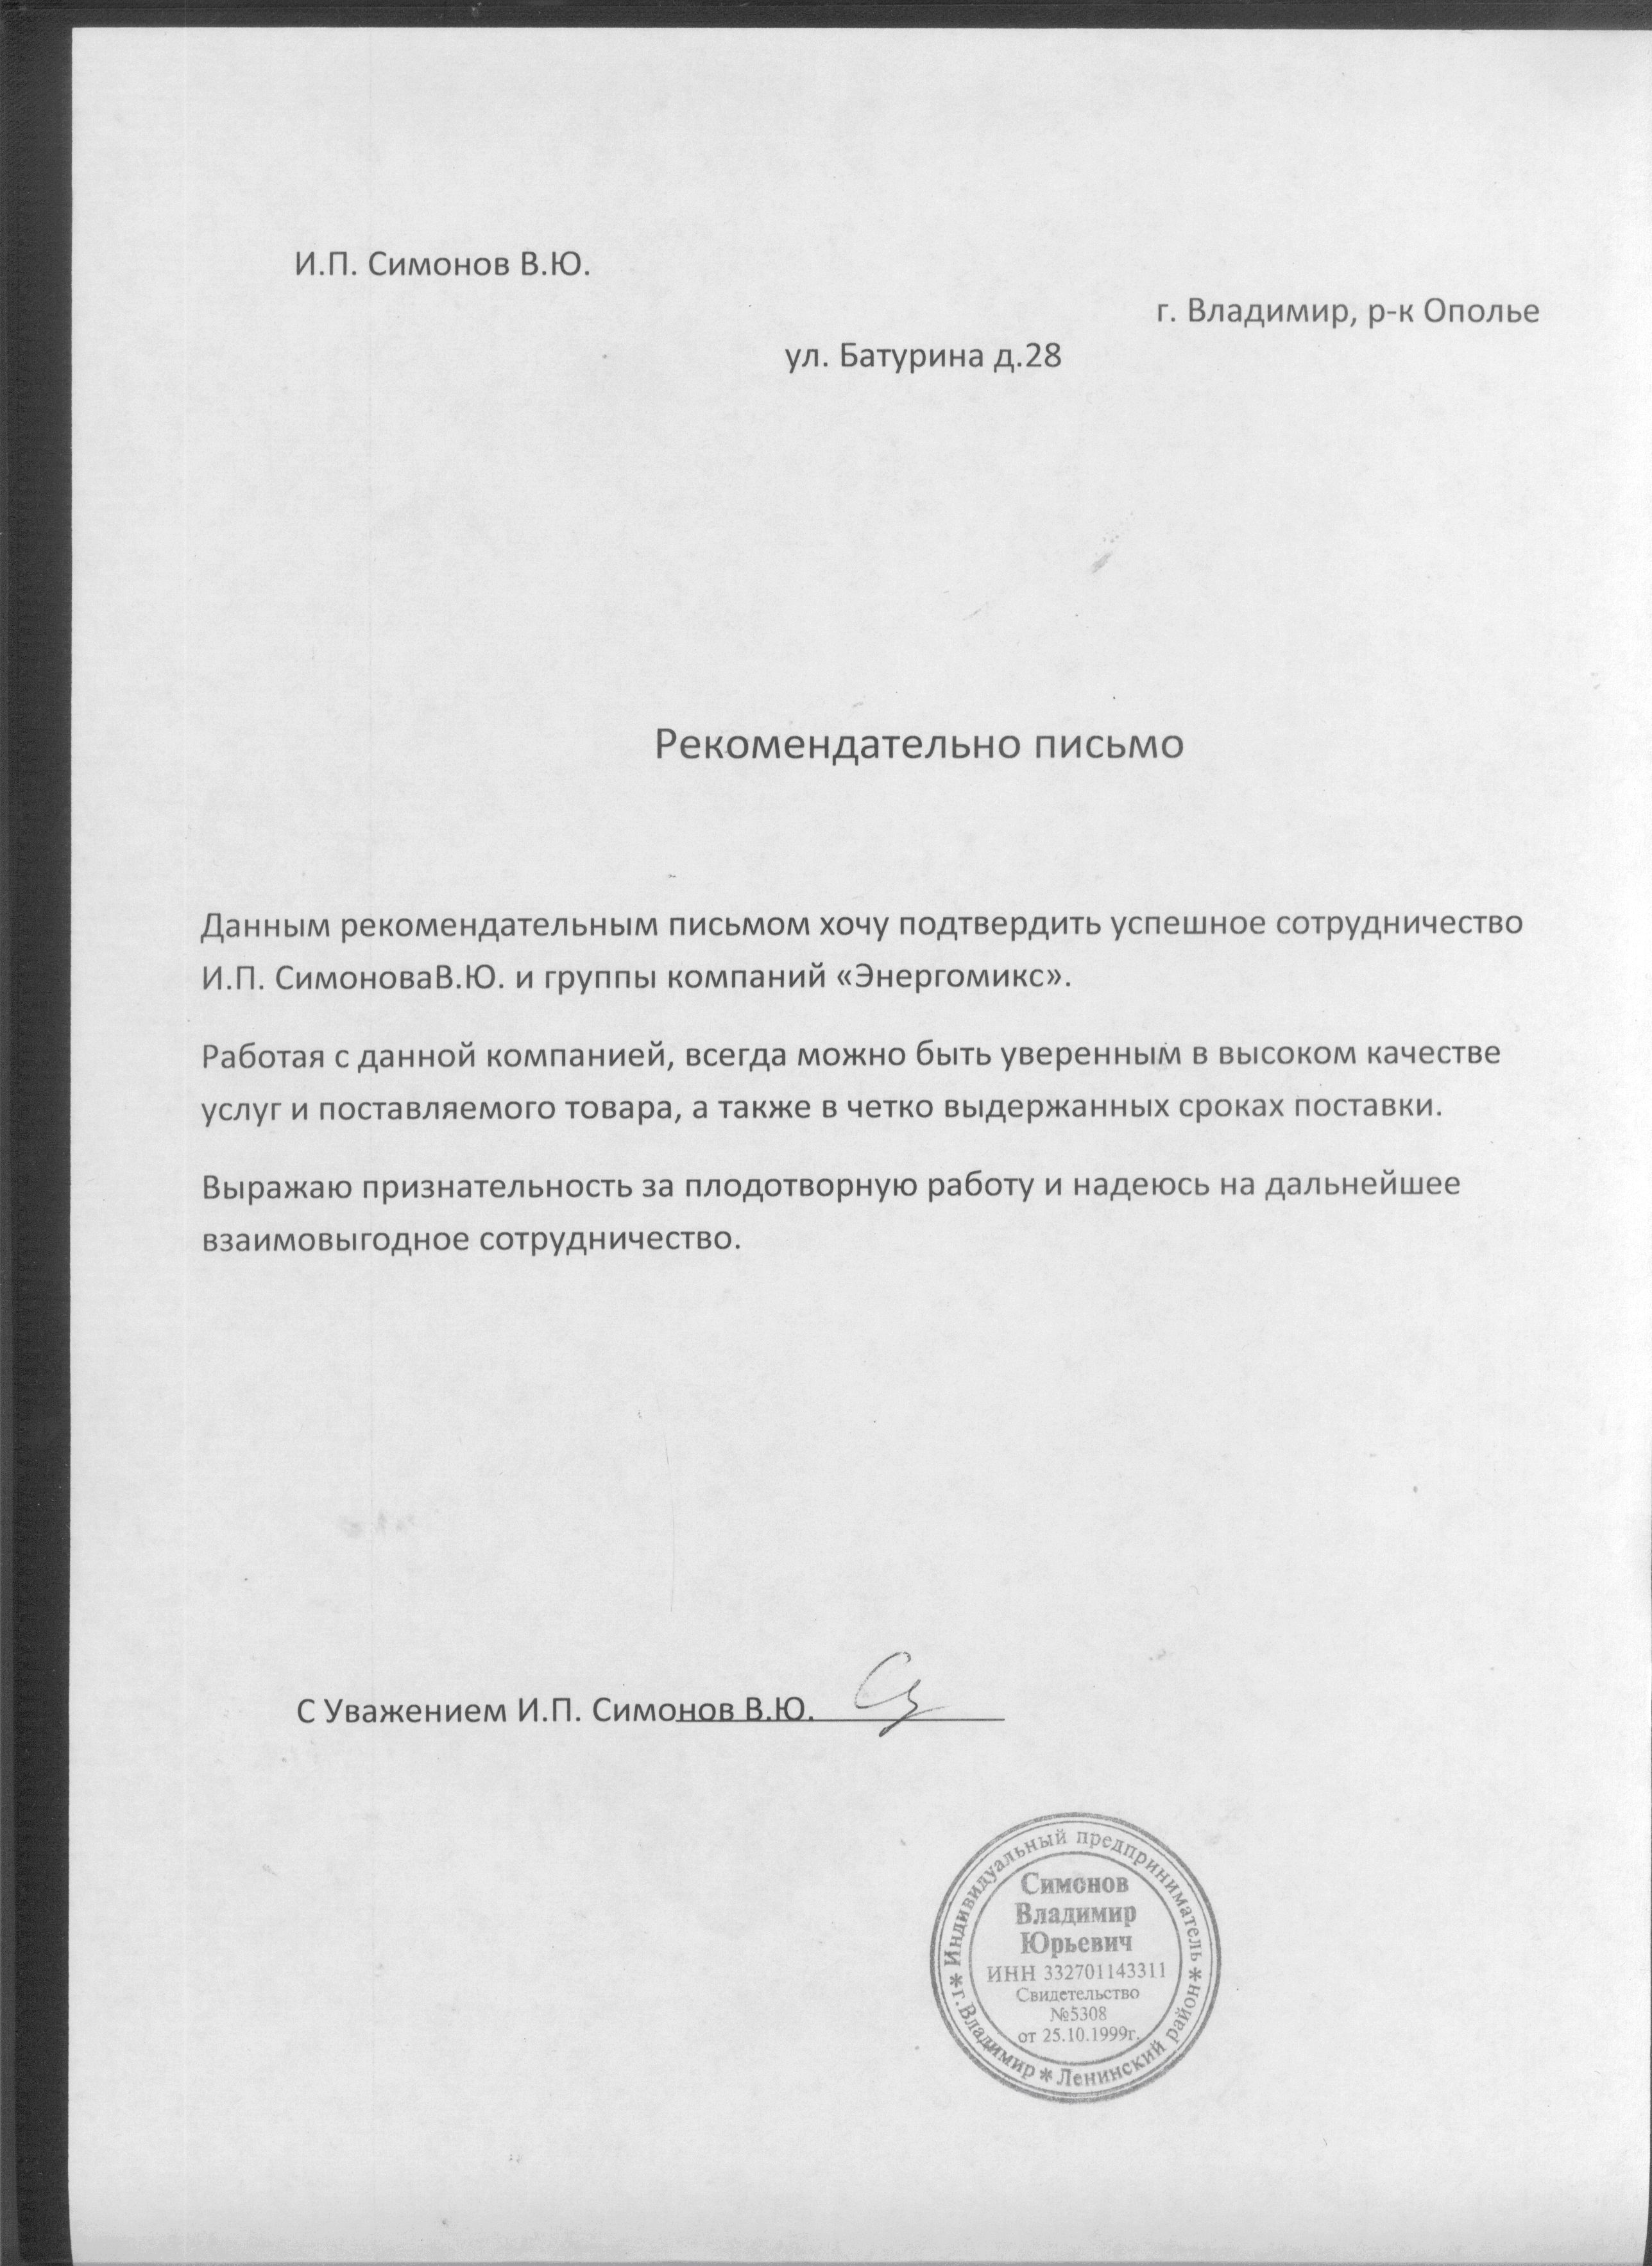 И.П. Симонов В.Ю.
г. Владимир, р-к Ополье
ул. Батурина д.28
Рекомендательно письмо
Данным рекомендательным письмом хочу подтвердить успешное сотрудничество
И.П. СимоноваВ.Ю. и группы компаний «Энергомикс».
Работая с данной компанией, всегда можно быть уверенным в высоком качестве
услуг и поставляемого товара, а также в четко выдержанных сроках поставки.
Выражаю признательность за плодотворную работу и надеюсь на дальнейшее
взаимовыгодное сотрудничество.
С Уважением И.П. Симонов В.Ю.
Индивидуальный предприниматель * Ленинский район * г.Владимир *
Симонов
Владимир
Юрьевич
ИНН 332701143311
Свидетельство
№5308
от 25.10.1999г.